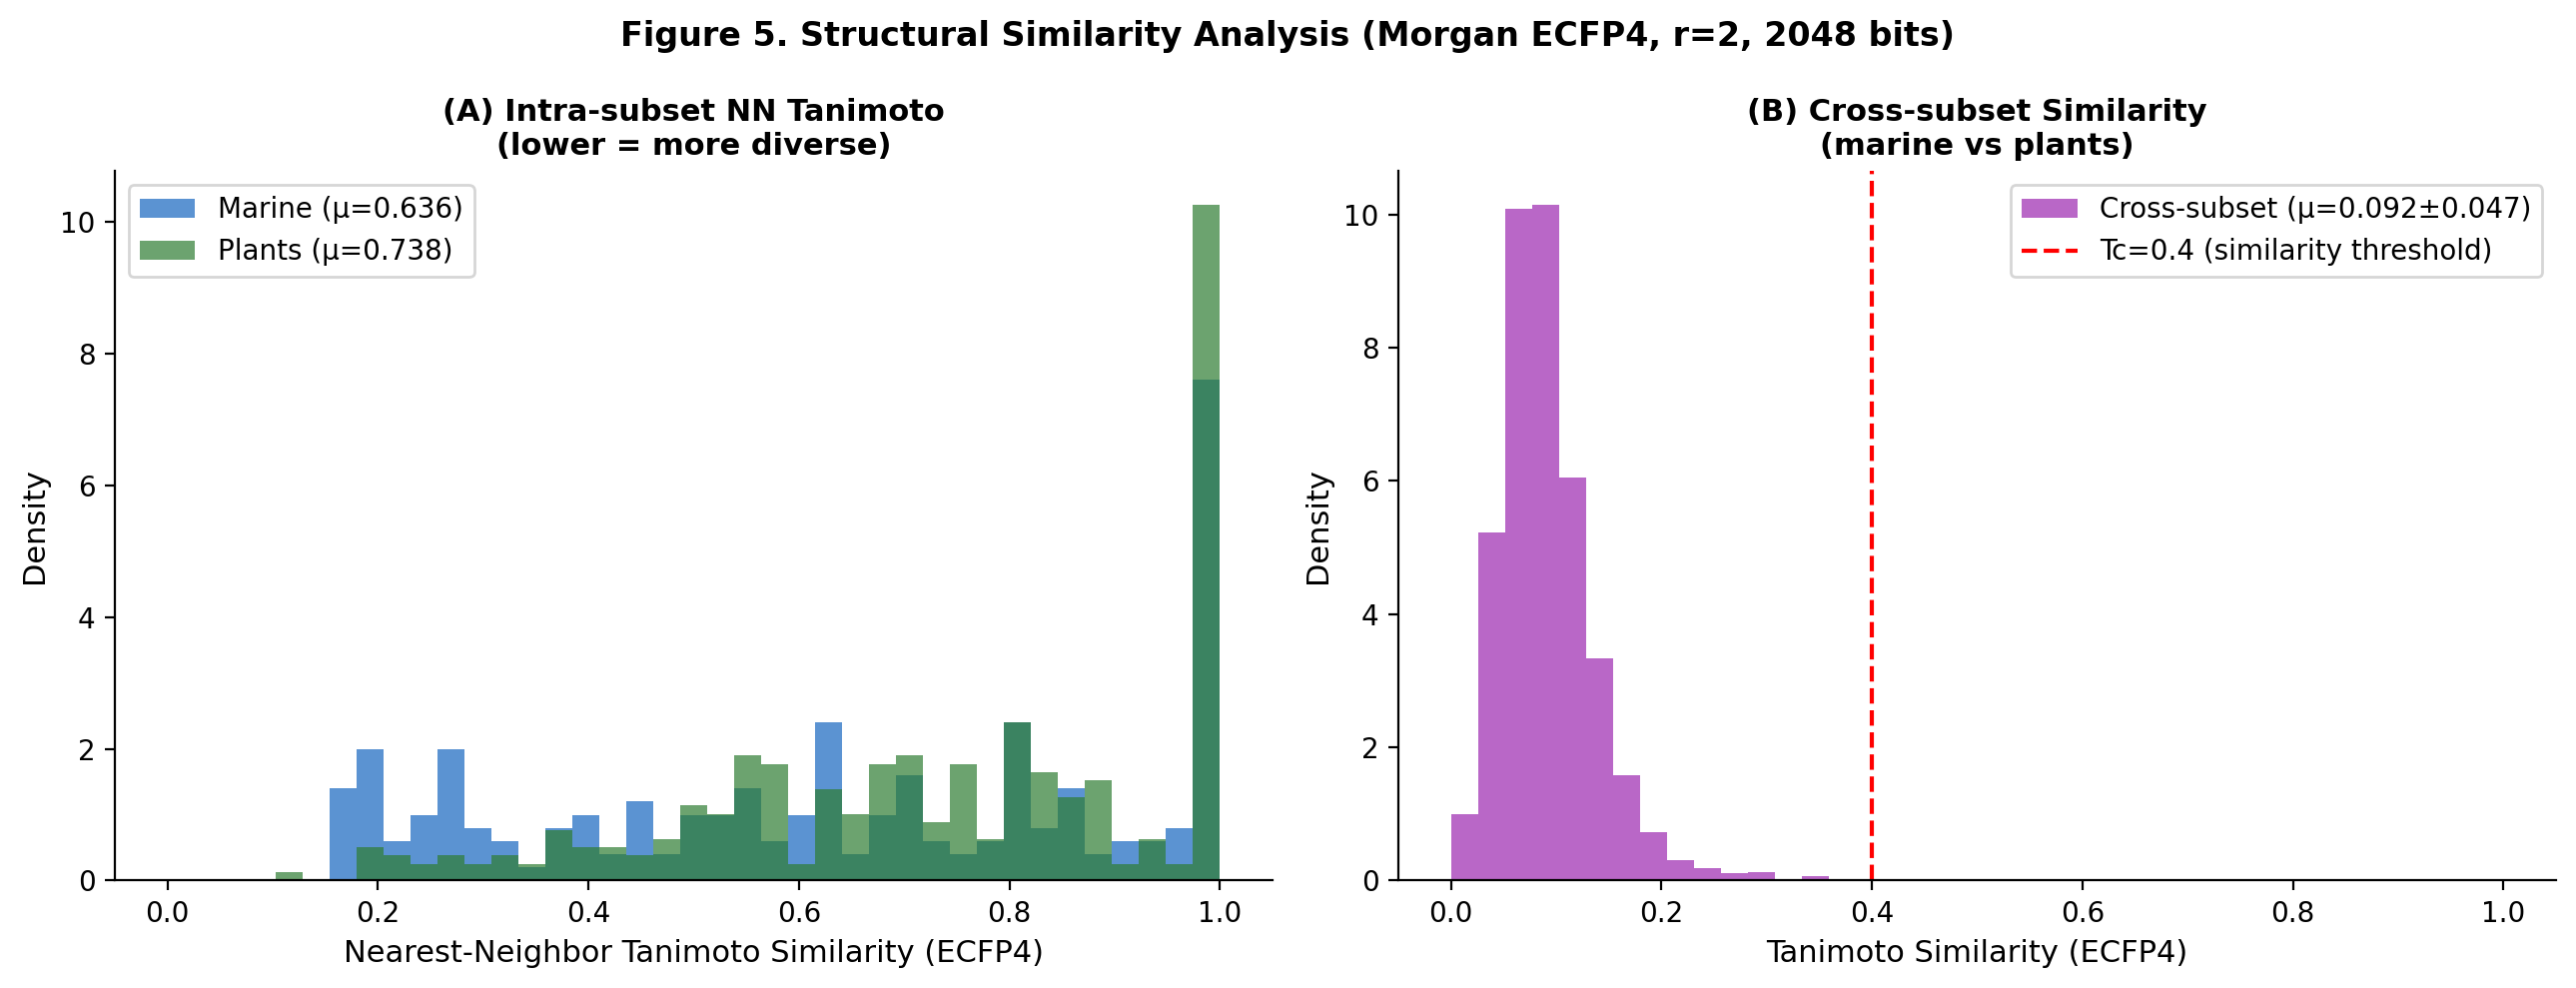 Figure 5. Structural Similarity Analysis (Morgan ECFP4, r=2, 2048 bits)
(A) Intra-subset NN Tanimoto
(lower = more diverse)
Marine (μ=0.636)
Plants (μ=0.738)
Density
10
8
6
4
2
0
0.0 0.2 0.4 0.6 0.8 1.0
Nearest-Neighbor Tanimoto Similarity (ECFP4)
(B) Cross-subset Similarity
(marine vs plants)
Cross-subset (μ=0.092±0.047)
Tc=0.4 (similarity threshold)
Density
10
8
6
4
2
0
0.0 0.2 0.4 0.6 0.8 1.0
Tanimoto Similarity (ECFP4)